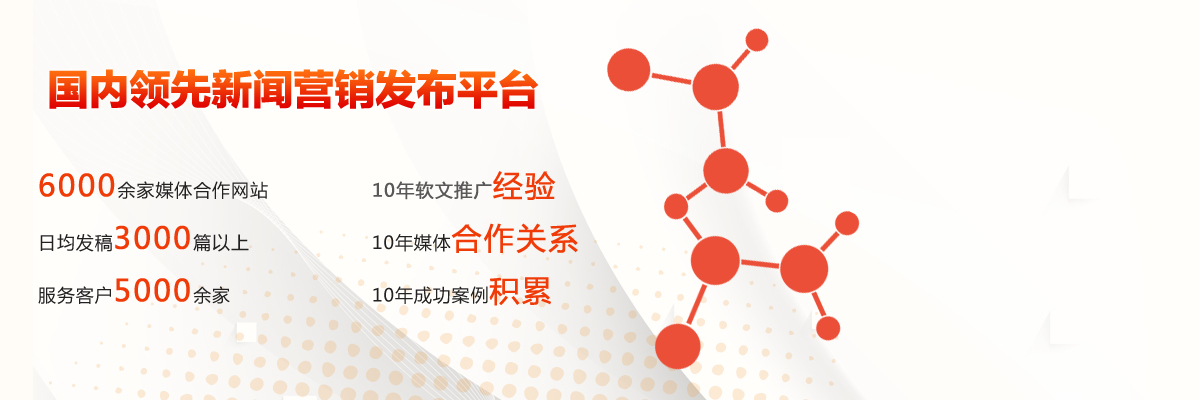 国内领先新闻营销发布平台
6000余家媒体合作网站
日均发稿3000篇以上
服务客户5000余家
10年软文推广经验
10年媒体合作关系
10年成功案例积累